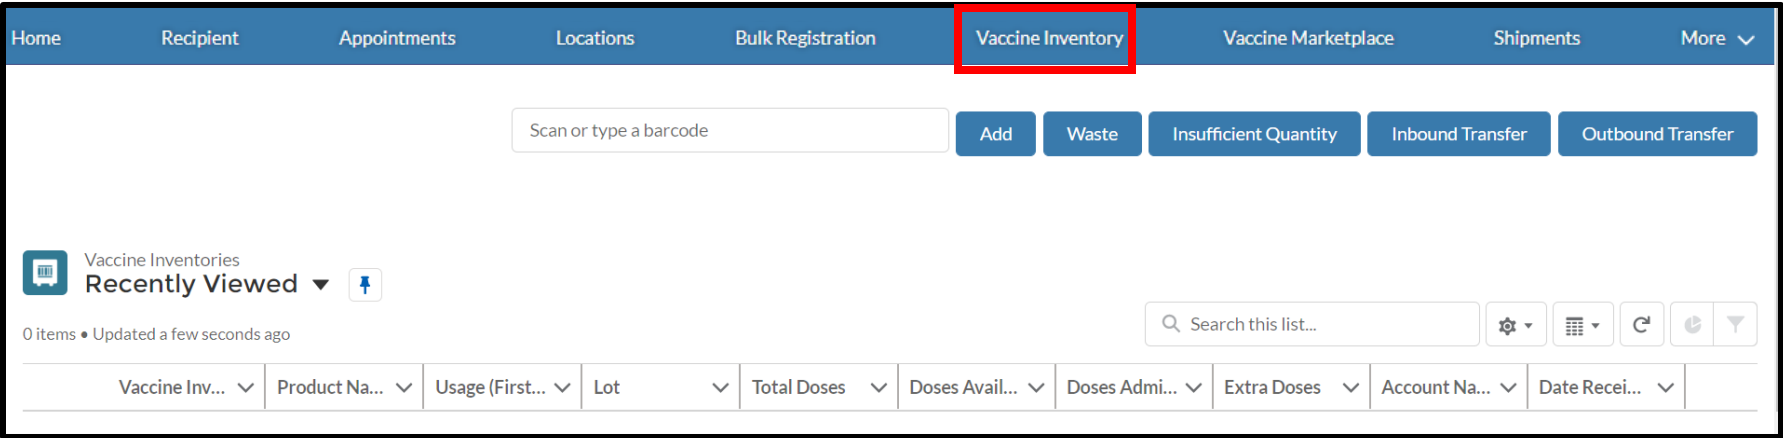 Home Recipient Appointments Locations Bulk Registration Vaccine Inventory Vaccine Marketplace Shipments More
Scan or type a barcode Add Waste Insufficient Quantity Inbound Transfer Outbound Transfer
Vaccine Inventories
Recently Viewed
Search this list...
0 items • Updated a few seconds ago
Vaccine Inv... Product Na... Usage (First... Lot Total Doses Doses Avail... Doses Admi... Extra Doses Account Na... Date Recei...